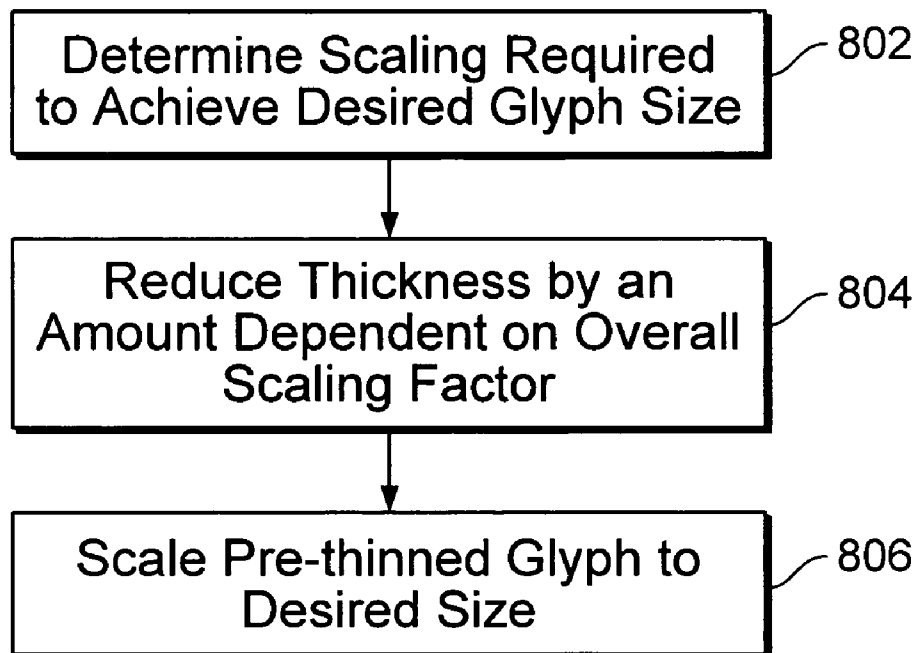 Determine Scaling Required
to Achieve Desired Glyph Size
802
Reduce Thickness by an
Amount Dependent on Overall
Scaling Factor
804
Scale Pre-thinned Glyph to
Desired Size
806